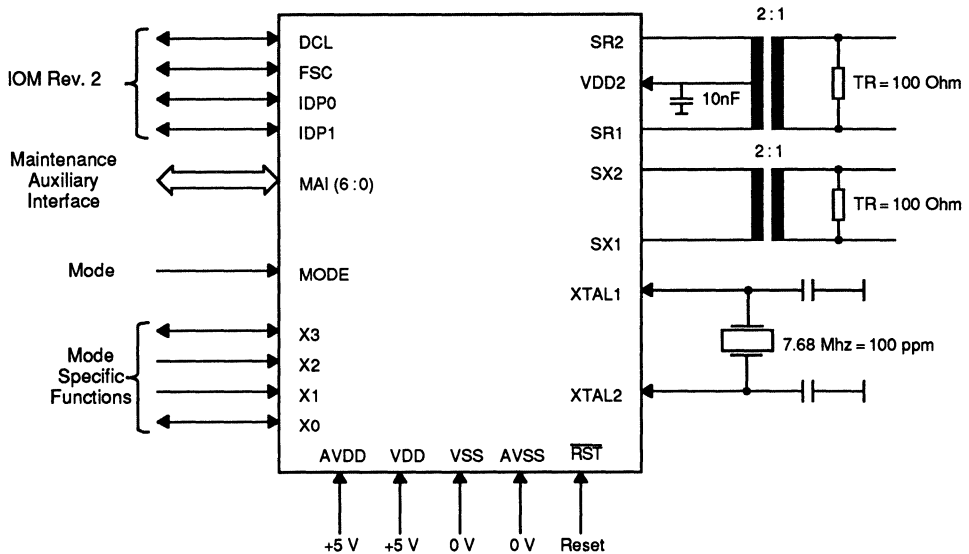 IOM Rev. 2
DCL
FSC
IDP0
IDP1
Maintenance
Auxiliary
Interface
MAI (6:0)
Mode
MODE
Mode
Specific
Functions
X3
X2
X1
X0
AVDD
VDD
VSS
AVSS
RST
+5 V
+5 V
0 V
0 V
Reset
SR2
VDD2
SR1
SX2
SX1
XTAL1
XTAL2
2:1
10nF
TR = 100 Ohm
2:1
TR = 100 Ohm
7.68 Mhz = 100 ppm